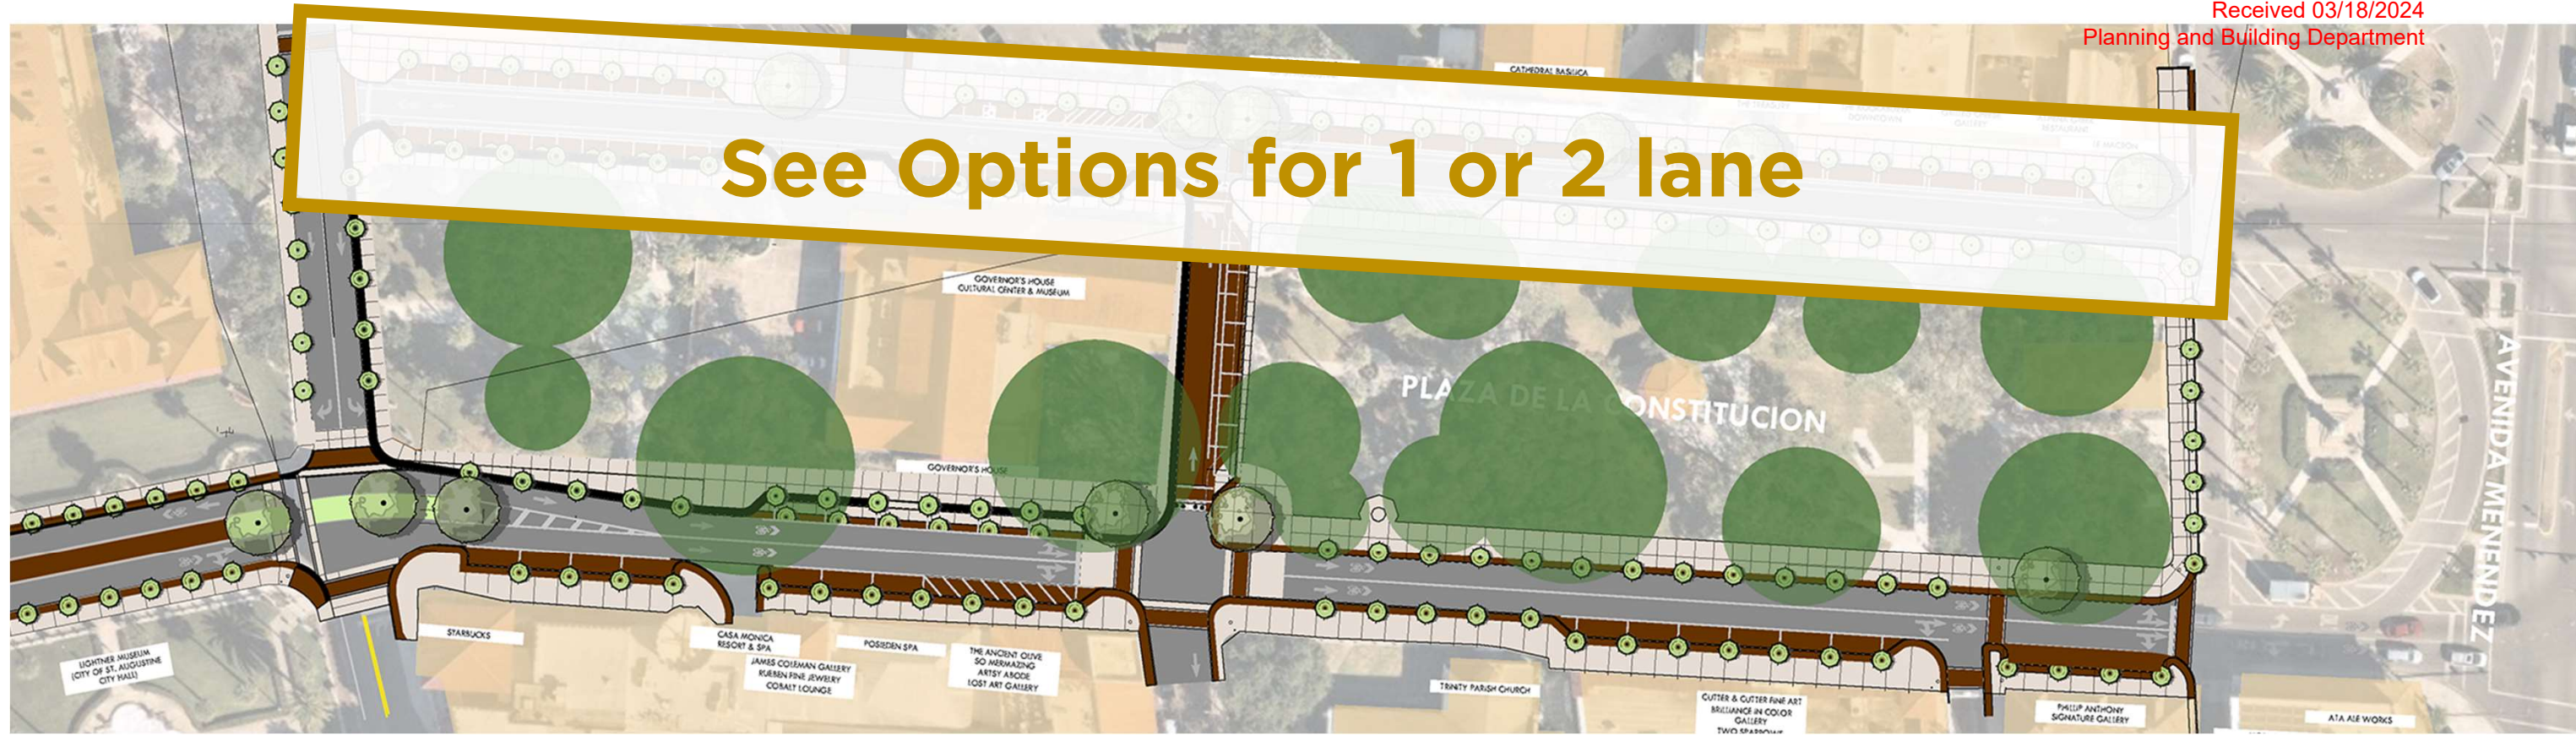 Received 03/18/2024
Planning and Building Department
CATHEDRAL BASILICA
See Options for 1 or 2 lane
GOVERNOR'S HOUSE
CULTURAL CENTER & MUSEUM
PLAZA DE LA CONSTITUCION
AVENIDA MENENDEZ
GOVERNOR'S HOUSE
STARBUCKS
LIGHTNER MUSEUM
(CITY OF ST. AUGUSTINE
CITY HALL)
CASA MONICA
RESORT & SPA
JAMES COLEMAN GALLERY
RUEBEN FINE JEWELRY
COBALT LOUNGE
POSIEDEN SPA
THE ANCIENT OLIVE
SO MERMAZING
ARTSY ABODE
LOST ART GALLERY
TRINITY PARISH CHURCH
CUTTER & CUTTER FINE ART
BRILLIANCE IN COLOR
GALLERY
TWO SPARROWS
PHILLIP ANTHONY
SIGNATURE GALLERY
A1A ALE WORKS